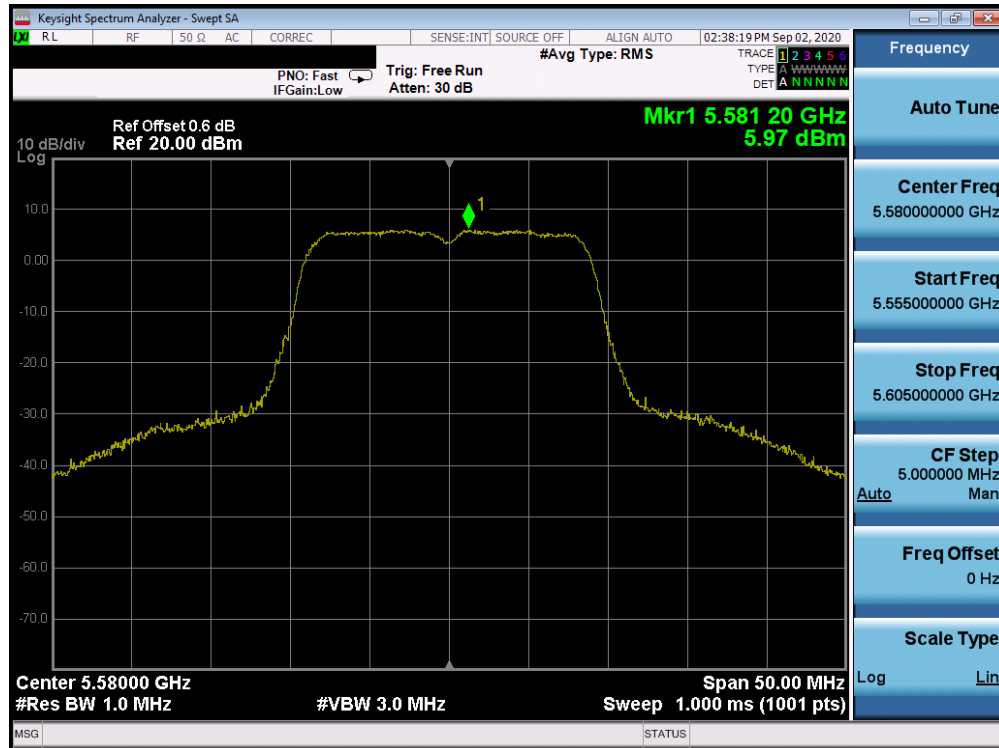 Keysight Spectrum Analyzer - Swept SA
LXI RL RF 50 Ω AC CORREC SENSE:INT SOURCE OFF ALIGN AUTO 02:38:19 PM Sep 02, 2020
#Avg Type: RMS TRACE 1 2 3 4 5 6
PNO: Fast Trig: Free Run TYPE A WWWWW
IFGain:Low Atten: 30 dB DET A N N N N N
Mkr1 5.581 20 GHz
5.97 dBm
Ref Offset 0.6 dB
10 dB/div Ref 20.00 dBm
Log
1
10.0
0.00
-10.0
-20.0
-30.0
-40.0
-50.0
-60.0
-70.0
Center 5.58000 GHz Span 50.00 MHz
#Res BW 1.0 MHz #VBW 3.0 MHz Sweep 1.000 ms (1001 pts)
MSG STATUS
Frequency
Auto Tune
Center Freq
5.580000000 GHz
Start Freq
5.555000000 GHz
Stop Freq
5.605000000 GHz
CF Step
5.000000 MHz
Auto Man
Freq Offset
0 Hz
Scale Type
Log Lin